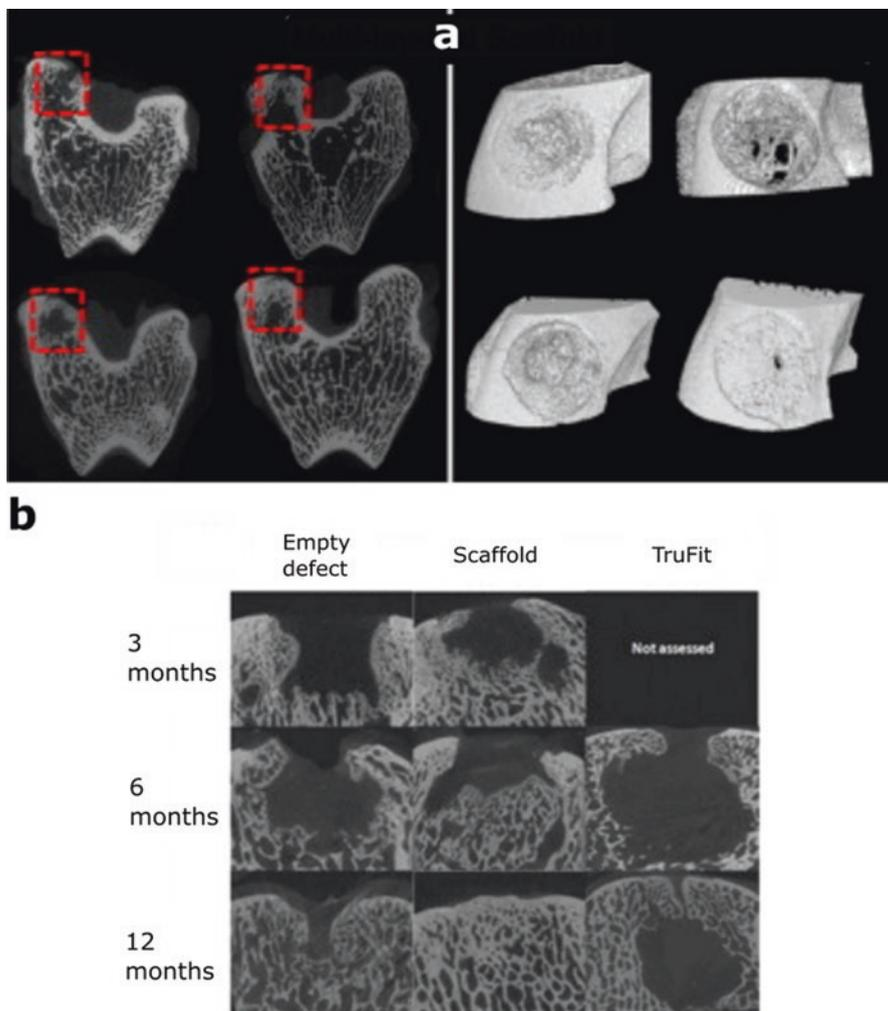 a
b
Empty
defect
Scaffold
TruFit
3
months
Not assessed
6
months
12
months